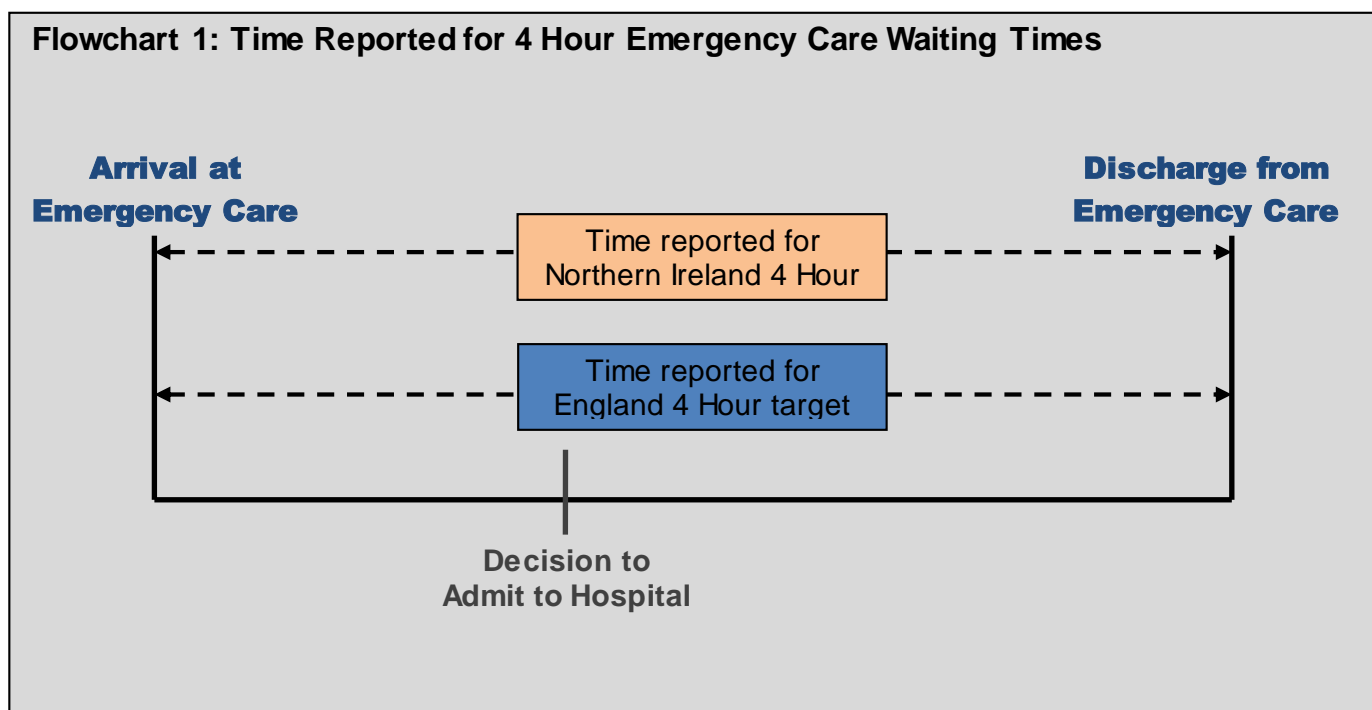 Flowchart 1: Time Reported for 4 Hour Emergency Care Waiting Times
Arrival at
Emergency Care
Discharge from
Emergency Care
Time reported for
Northern Ireland 4 Hour
Time reported for
England 4 Hour target
Decision to
Admit to Hospital